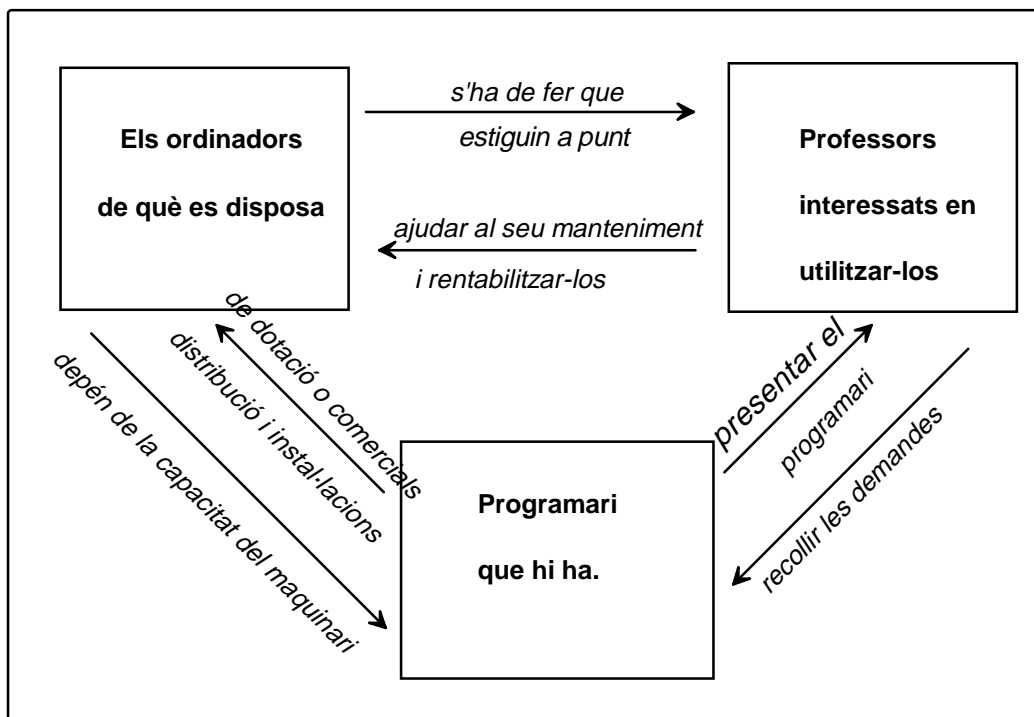 s'ha de fer que
estiguin a punt
Els ordinadors
de què es disposa
Professors
interessats en
utilitzar-los
ajudar al seu manteniment
i rentabilitzar-los
de dotació o comercials
distribució i instal·lacions
depén de la capacitat del maquinari
presentar el
programari
recollir les demandes
Programari
que hi ha.